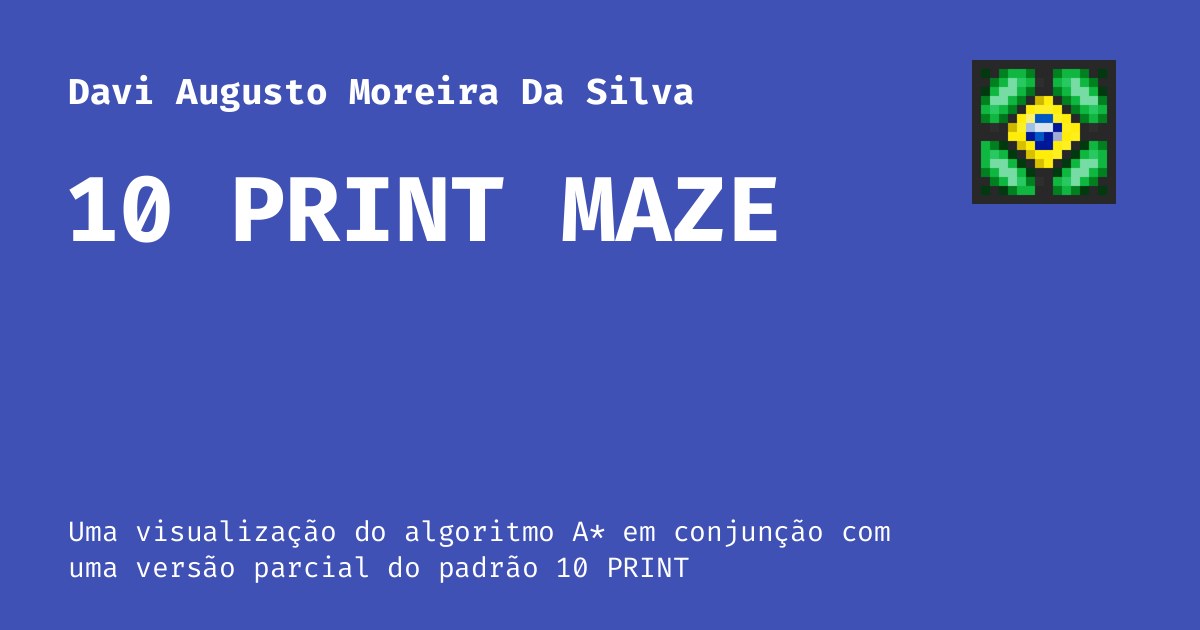 Davi Augusto Moreira Da Silva
10 PRINT MAZE
Uma visualização do algoritmo A* em conjunção com
uma versão parcial do padrão 10 PRINT